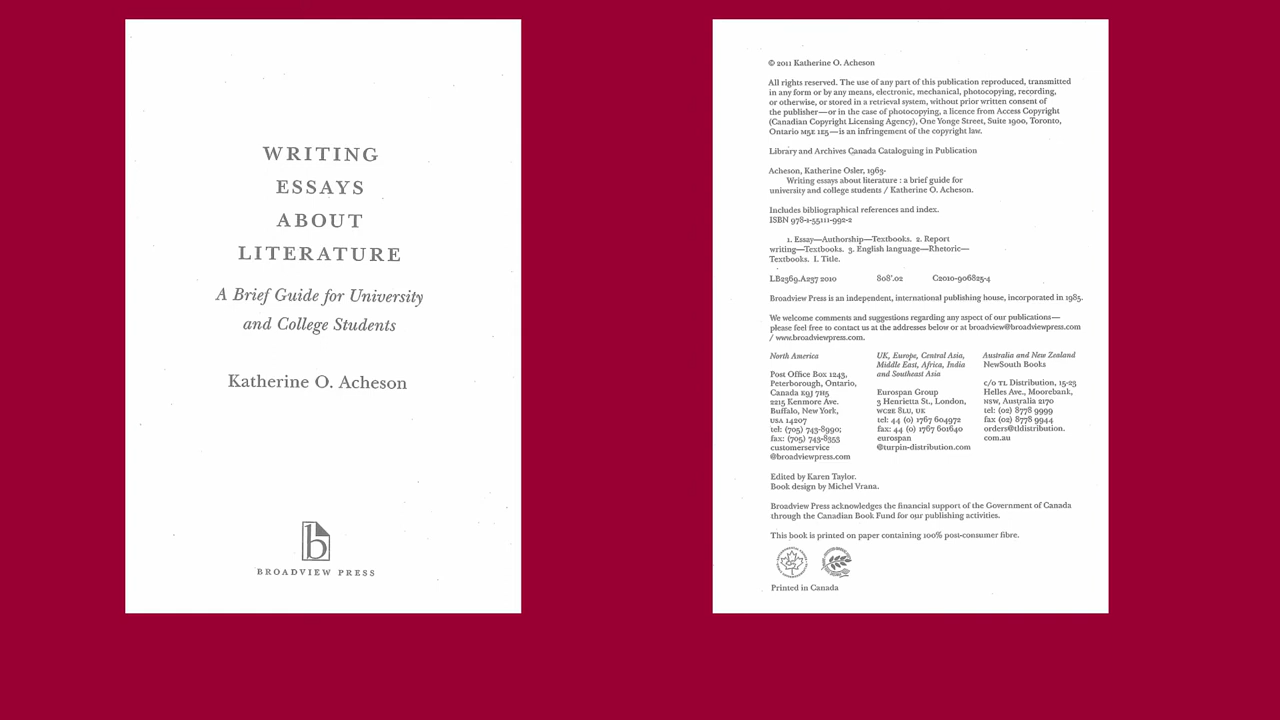 WRITING
ESSAYS
ABOUT
LITERATURE
A Brief Guide for University
and College Students
Katherine O. Acheson
b
BROADVIEW PRESS
© 2011 Katherine O. Acheson
All rights reserved. The use of any part of this publication reproduced, transmitted
in any form or by any means, electronic, mechanical, photocopying, recording,
or otherwise, or stored in a retrieval system, without prior written consent of
the publisher—or in the case of photocopying, a licence from Access Copyright
(Canadian Copyright Licensing Agency), One Yonge Street, Suite 1900, Toronto,
Ontario M5E 1E5—is an infringement of the copyright law.
Library and Archives Canada Cataloguing in Publication
Acheson, Katherine Osler, 1963-
Writing essays about literature : a brief guide for
university and college students / Katherine O. Acheson.
Includes bibliographical references and index.
ISBN 978-1-55111-992-2
1. Essay—Authorship—Textbooks. 2. Report
writing—Textbooks. 3. English language—Rhetoric—
Textbooks. I. Title.
LB2369.A237 2010 808'.02 C2010-906825-4
Broadview Press is an independent, international publishing house, incorporated in 1985.
We welcome comments and suggestions regarding any aspect of our publications—
please feel free to contact us at the addresses below or at broadview@broadviewpress.com
/ www.broadviewpress.com.
North America
Post Office Box 1243,
Peterborough, Ontario,
Canada K9J 7H5
2215 Kenmore Ave.
Buffalo, New York,
USA 14207
tel: (705) 743-8990;
fax: (705) 743-8353
customerservice
@broadviewpress.com
UK, Europe, Central Asia,
Middle East, Africa, India
and Southeast Asia
Eurospan Group
3 Henrietta St., London,
WC2E 8LU, UK
tel: 44 (0) 1767 604972
fax: 44 (0) 1767 601640
eurospan
@turpin-distribution.com
Australia and New Zealand
NewSouth Books
c/o TL Distribution, 15-23
Helles Ave., Moorebank,
NSW, Australia 2170
tel: (02) 8778 9999
fax (02) 8778 9944
orders@tldistribution.
com.au
Edited by Karen Taylor.
Book design by Michel Vrana.
Broadview Press acknowledges the financial support of the Government of Canada
through the Canadian Book Fund for our publishing activities.
This book is printed on paper containing 100% post-consumer fibre.
Printed in Canada